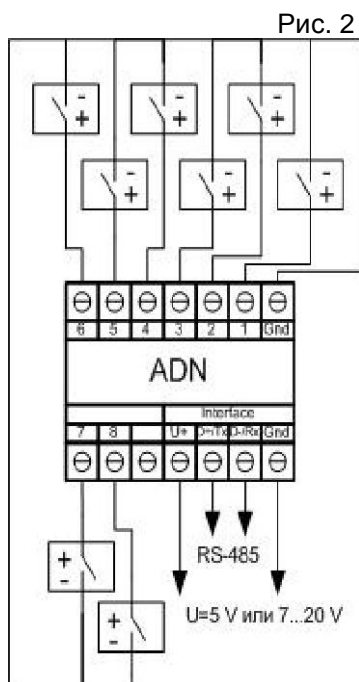 Рис. 2
- +
- +
- +
- +
- +
- +
6 5 4 3 2 1 Gnd
ADN
Interface
7 8 U+ D+/Tx D-/Rx Gnd
+ -
+ -
RS-485
U=5 V или 7...20 V